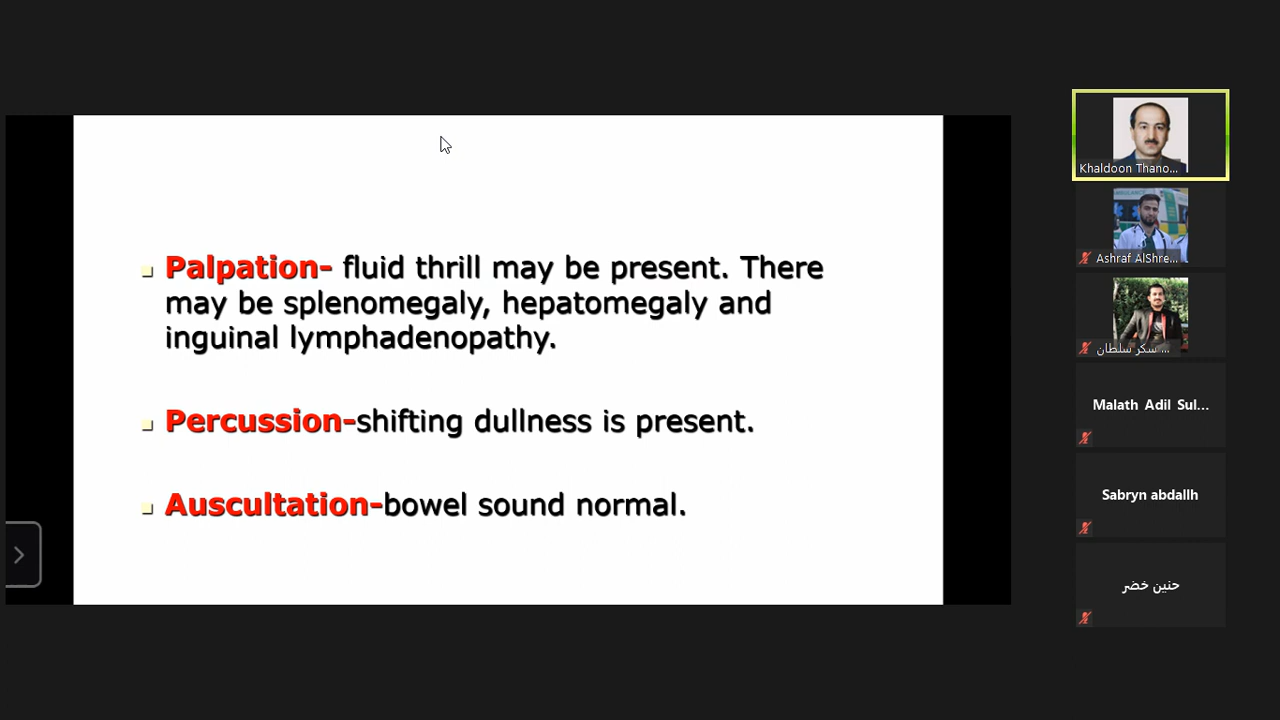 Palpation- fluid thrill may be present. There
may be splenomegaly, hepatomegaly and
inguinal lymphadenopathy.
Percussion-shifting dullness is present.
Auscultation-bowel sound normal.
Khaldoon Thano...
AMBULANCE
Ashraf AlShre...
سكر سلطان ...
Malath Adil Sul...
Sabryn abdallh
حنين خضر